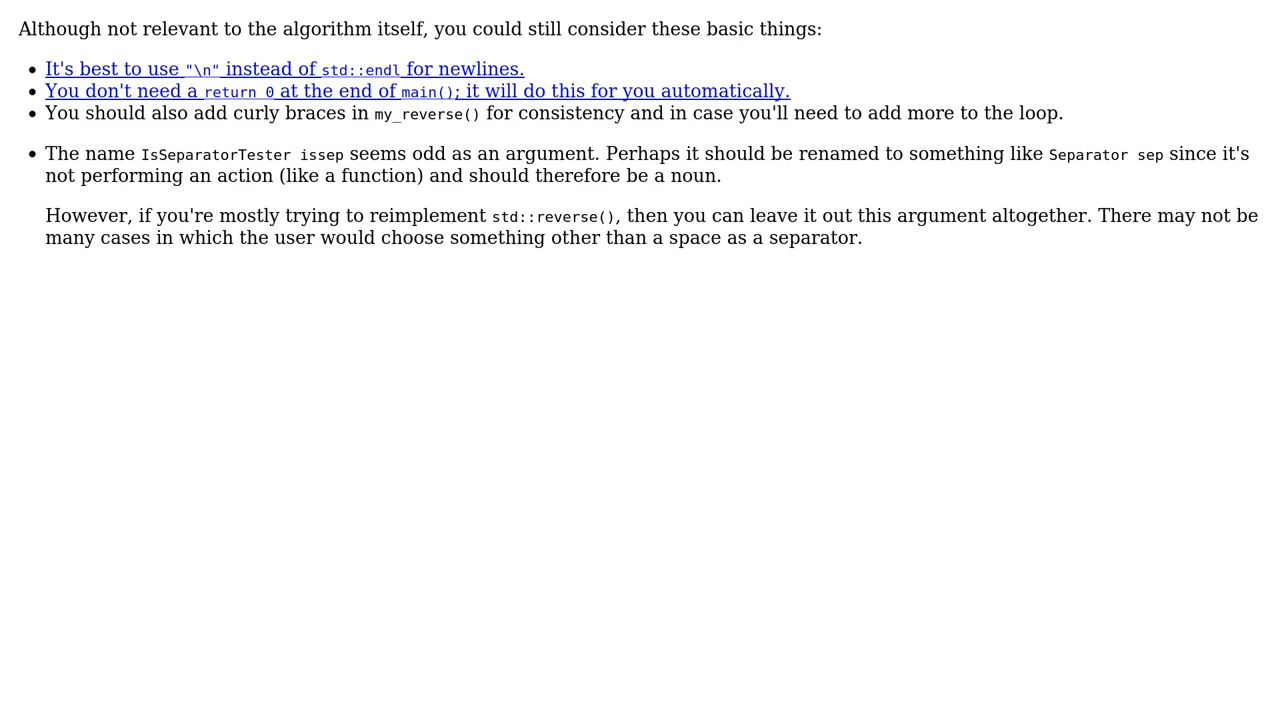 Although not relevant to the algorithm itself, you could still consider these basic things:
• It's best to use "\n" instead of std::endl for newlines.
• You don't need a return 0 at the end of main(); it will do this for you automatically.
• You should also add curly braces in my_reverse() for consistency and in case you'll need to add more to the loop.
• The name IsSeparatorTester issep seems odd as an argument. Perhaps it should be renamed to something like Separator sep since it's
not performing an action (like a function) and should therefore be a noun.
However, if you're mostly trying to reimplement std::reverse(), then you can leave it out this argument altogether. There may not be
many cases in which the user would choose something other than a space as a separator.